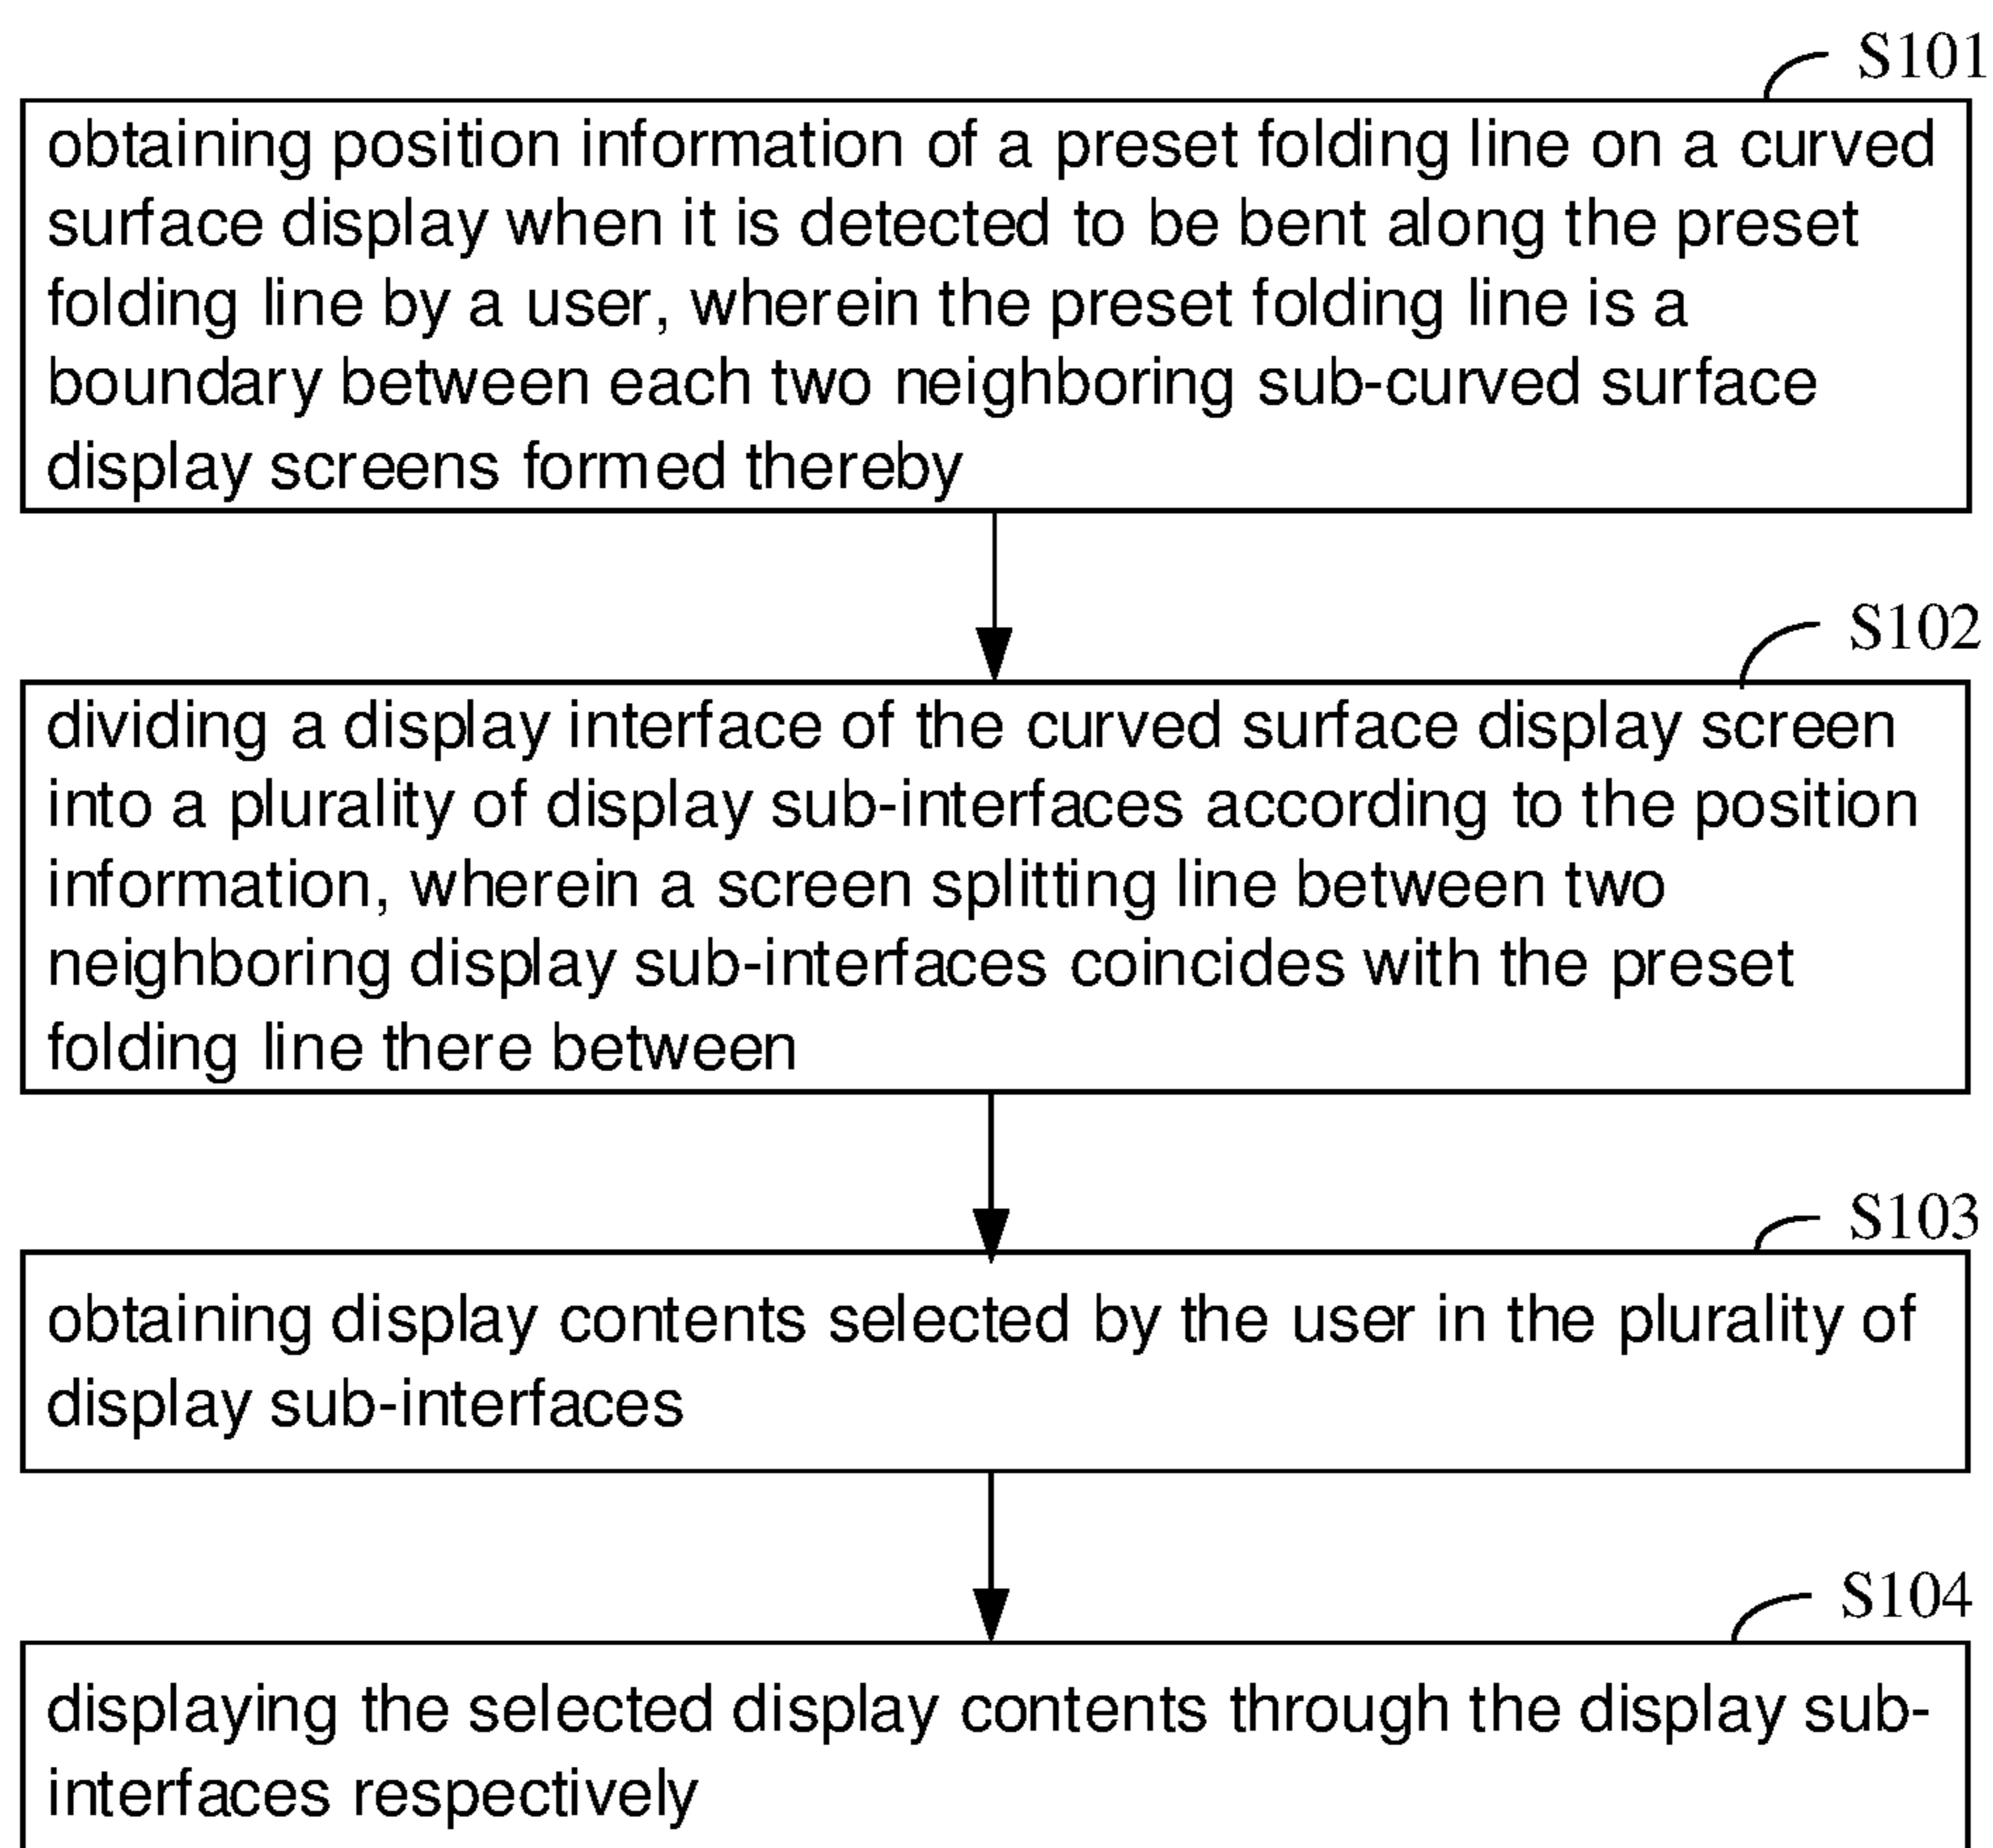 S101
obtaining position information of a preset folding line on a curved
surface display when it is detected to be bent along the preset
folding line by a user, wherein the preset folding line is a
boundary between each two neighboring sub-curved surface
display screens formed thereby
S102
dividing a display interface of the curved surface display screen
into a plurality of display sub-interfaces according to the position
information, wherein a screen splitting line between two
neighboring display sub-interfaces coincides with the preset
folding line there between
S103
obtaining display contents selected by the user in the plurality of
display sub-interfaces
S104
displaying the selected display contents through the display sub-
interfaces respectively